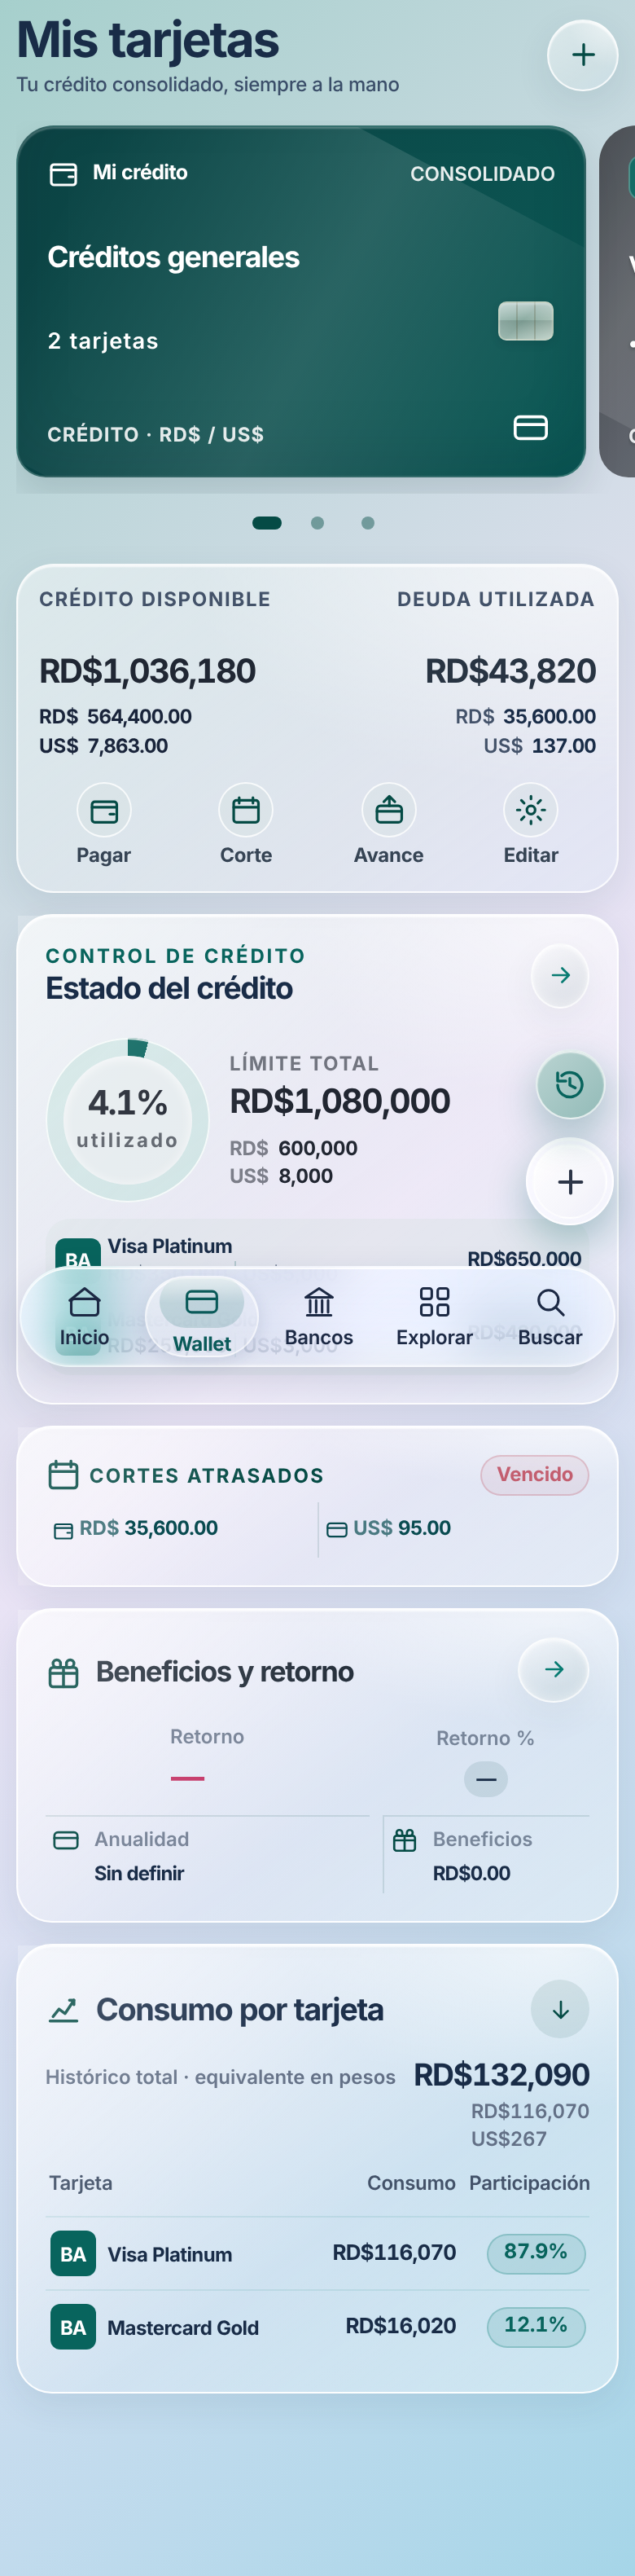 Mis tarjetas
Tu crédito consolidado, siempre a la mano
Mi crédito
CONSOLIDADO
Créditos generales
2 tarjetas
CRÉDITO · RD$ / US$
CRÉDITO DISPONIBLE
DEUDA UTILIZADA
RD$1,036,180
RD$43,820
RD$ 564,400.00
RD$ 35,600.00
US$ 7,863.00
US$ 137.00
Pagar
Corte
Avance
Editar
CONTROL DE CRÉDITO
Estado del crédito
4.1%
utilizado
LÍMITE TOTAL
RD$1,080,000
RD$ 600,000
US$ 8,000
BA
Visa Platinum
RD$650,000
Inicio
Wallet
Bancos
Explorar
Buscar
US$3,000
CORTES ATRASADOS
Vencido
RD$ 35,600.00
US$ 95.00
Beneficios y retorno
Retorno
Retorno %
—
—
Anualidad
Sin definir
Beneficios
RD$0.00
Consumo por tarjeta
Histórico total · equivalente en pesos
RD$132,090
RD$116,070
US$267
Tarjeta
Consumo
Participación
BA
Visa Platinum
RD$116,070
87.9%
BA
Mastercard Gold
RD$16,020
12.1%